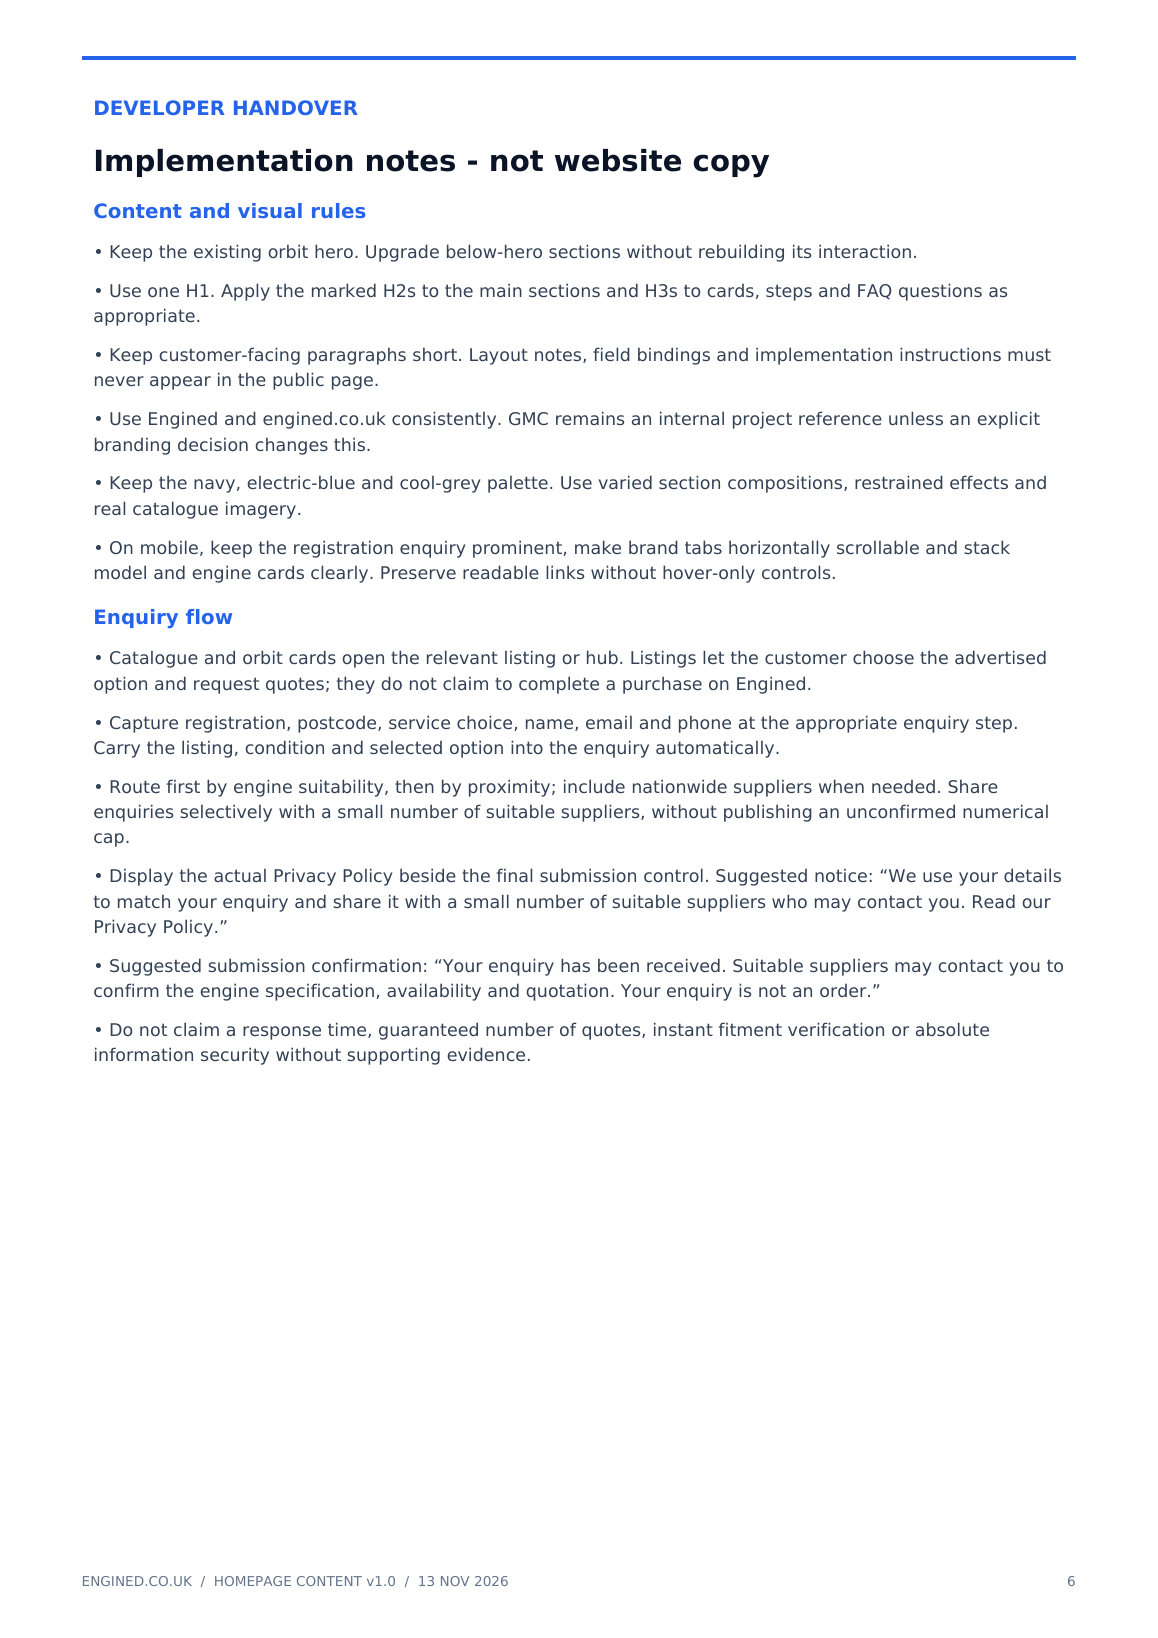 DEVELOPER HANDOVER
Implementation notes - not website copy
Content and visual rules
• Keep the existing orbit hero. Upgrade below-hero sections without rebuilding its interaction.
• Use one H1. Apply the marked H2s to the main sections and H3s to cards, steps and FAQ questions as
appropriate.
• Keep customer-facing paragraphs short. Layout notes, field bindings and implementation instructions must
never appear in the public page.
• Use Engined and engined.co.uk consistently. GMC remains an internal project reference unless an explicit
branding decision changes this.
• Keep the navy, electric-blue and cool-grey palette. Use varied section compositions, restrained effects and
real catalogue imagery.
• On mobile, keep the registration enquiry prominent, make brand tabs horizontally scrollable and stack
model and engine cards clearly. Preserve readable links without hover-only controls.
Enquiry flow
• Catalogue and orbit cards open the relevant listing or hub. Listings let the customer choose the advertised
option and request quotes; they do not claim to complete a purchase on Engined.
• Capture registration, postcode, service choice, name, email and phone at the appropriate enquiry step.
Carry the listing, condition and selected option into the enquiry automatically.
• Route first by engine suitability, then by proximity; include nationwide suppliers when needed. Share
enquiries selectively with a small number of suitable suppliers, without publishing an unconfirmed numerical
cap.
• Display the actual Privacy Policy beside the final submission control. Suggested notice: “We use your details
to match your enquiry and share it with a small number of suitable suppliers who may contact you. Read our
Privacy Policy.”
• Suggested submission confirmation: “Your enquiry has been received. Suitable suppliers may contact you to
confirm the engine specification, availability and quotation. Your enquiry is not an order.”
• Do not claim a response time, guaranteed number of quotes, instant fitment verification or absolute
information security without supporting evidence.
ENGINED.CO.UK / HOMEPAGE CONTENT v1.0 / 13 NOV 2026
6